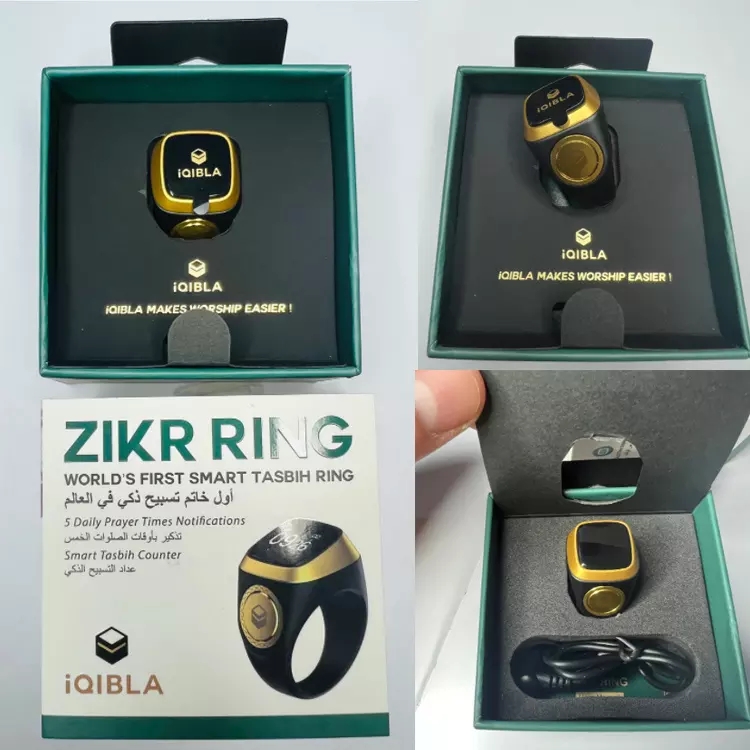 iQIBLA
iQIBLA
iQIBLA MAKES WORSHIP EASIER !
iQIBLA
iQIBLA
iQIBLA MAKES WORSHIP EASIER !
ZIKR RING
WORLD'S FIRST SMART TASBIH RING
أول خاتم تسبيح ذكي في العالم
5 Daily Prayer Times Notifications
تذكير بأوقات الصلوات الخمس
Smart Tasbih Counter
عداد التسبيح الذكي
iQIBLA
RING